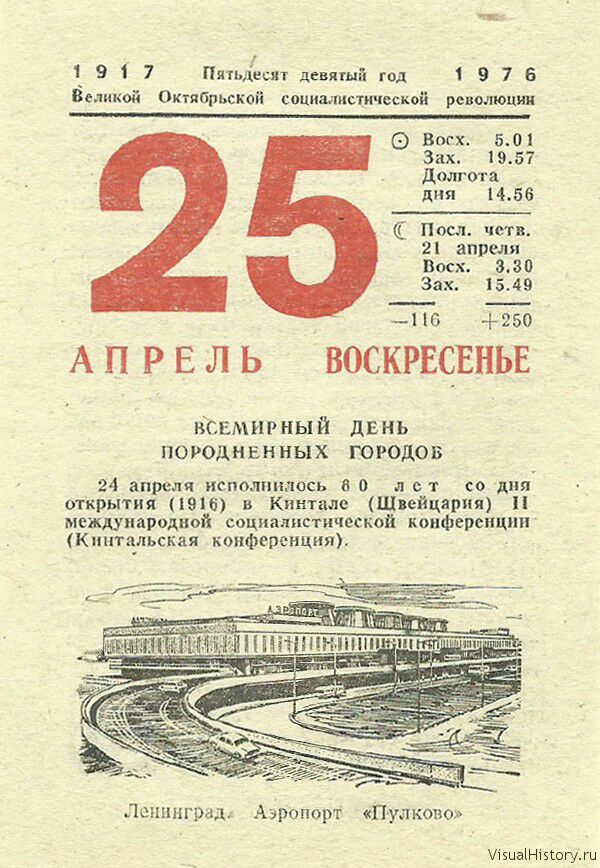 1917 Пятьдесят девятый год 1976
Великой Октябрьской социалистической революции
25
Восх. 5.01
Зах. 19.57
Долгота
дня 14.56
Посл. четв.
21 апреля
Восх. 3.30
Зах. 15.49
—116 +250
АПРЕЛЬ ВОСКРЕСЕНЬЕ
ВСЕМИРНЫЙ ДЕНЬ
ПОРОДНЕННЫХ ГОРОДОВ
24 апреля исполнилось 60 лет со дня
открытия (1916) в Кинтале (Щвейцария) II
международной социалистической конференции
(Кинтальская конференция).
АЭРОПОРТ
Ленинград. Аэропорт «Пулково»
VisualHistory.ru